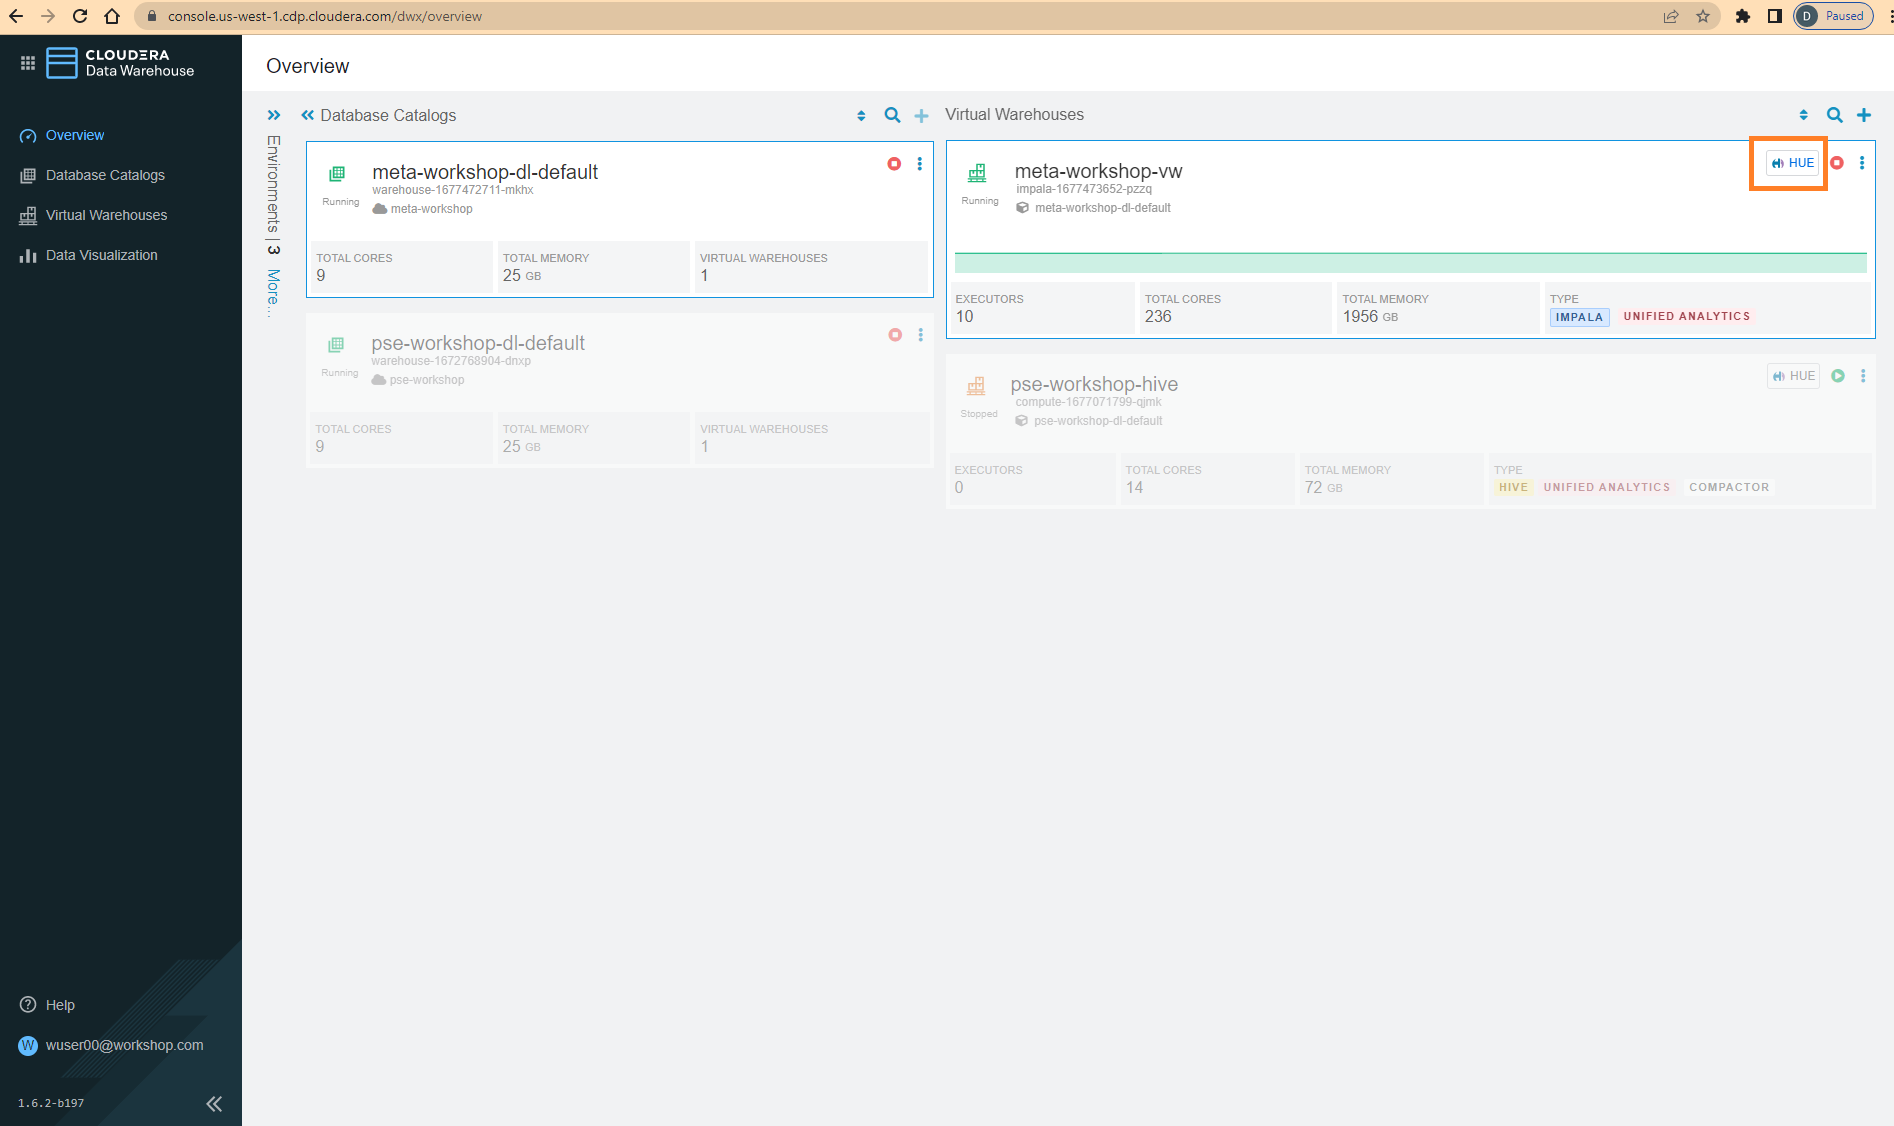 console.us-west-1.cdp.cloudera.com/dwx/overview
D Paused
CLOUDERA
Data Warehouse
Overview
Database Catalogs
Virtual Warehouses
Data Visualization
Help
W wuser00@workshop.com
1.6.2-b197
Overview
Environments | 3 More...
Database Catalogs
meta-workshop-dl-default
warehouse-1677472711-mkhx
Running
meta-workshop
TOTAL CORES
9
TOTAL MEMORY
25 GB
VIRTUAL WAREHOUSES
1
pse-workshop-dl-default
warehouse-1672768904-dnxp
Running
pse-workshop
TOTAL CORES
9
TOTAL MEMORY
25 GB
VIRTUAL WAREHOUSES
1
Virtual Warehouses
meta-workshop-vw
HUE
impala-1677473652-pzzq
Running
meta-workshop-dl-default
EXECUTORS
10
TOTAL CORES
236
TOTAL MEMORY
1956 GB
TYPE
IMPALA UNIFIED ANALYTICS
pse-workshop-hive
HUE
compute-1677071799-qjmk
Stopped
pse-workshop-dl-default
EXECUTORS
0
TOTAL CORES
14
TOTAL MEMORY
72 GB
TYPE
HIVE UNIFIED ANALYTICS COMPACTOR